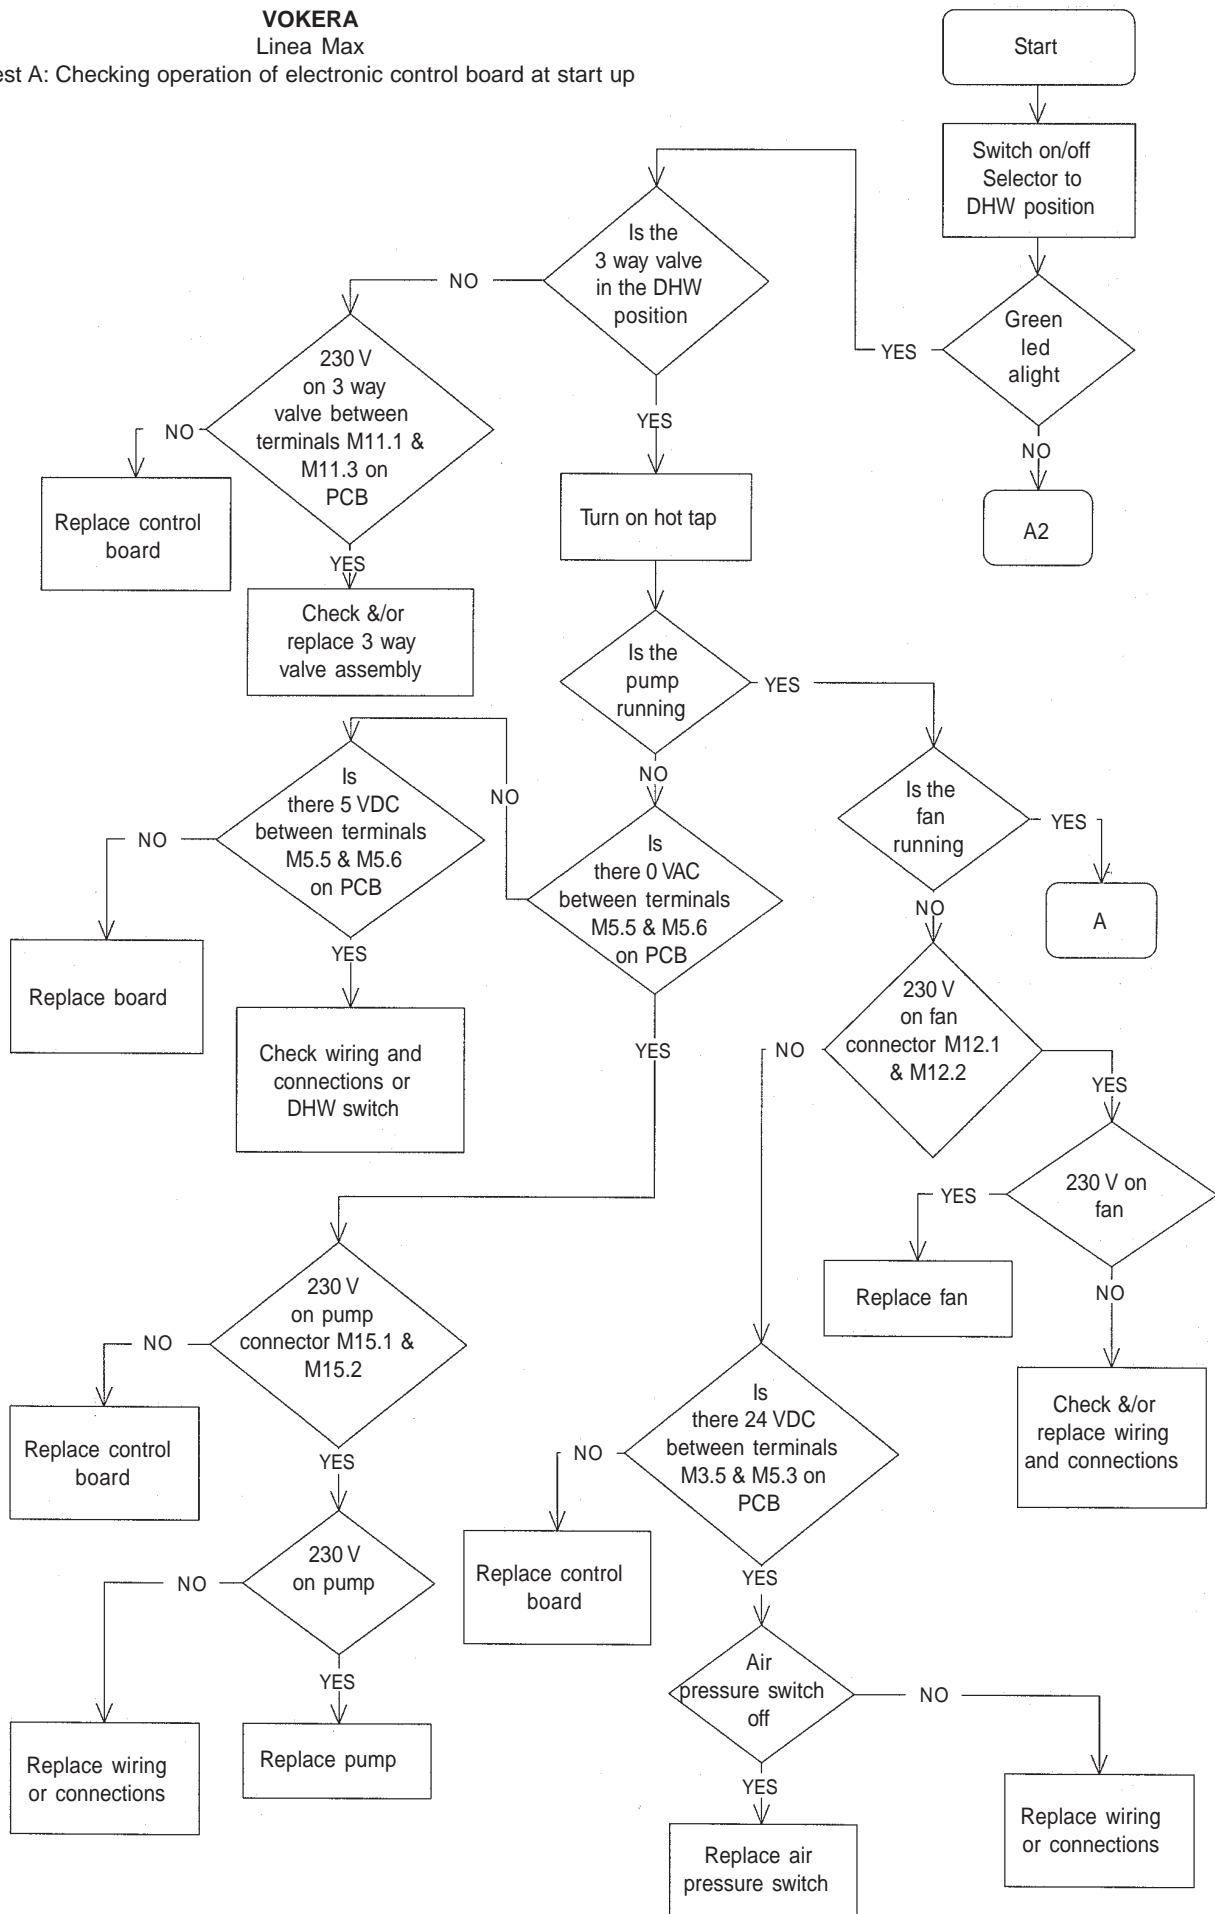 VOKERA
Linea Max
est A: Checking operation of electronic control board at start up
Start
Switch on/off
Selector to
DHW position
Green
led
alight
YES
NO
A2
Is the
3 way valve
in the DHW
position
NO
YES
230 V
on 3 way
valve between
terminals M11.1 &
M11.3 on
PCB
NO
Replace control
board
YES
Check &/or
replace 3 way
valve assembly
Turn on hot tap
Is the
pump
running
YES
NO
Is
there 0 VAC
between terminals
M5.5 & M5.6
on PCB
NO
YES
Is
there 5 VDC
between terminals
M5.5 & M5.6
on PCB
NO
Replace board
YES
Check wiring and
connections or
DHW switch
Is the
fan
running
YES
A
NO
230 V
on fan
connector M12.1
& M12.2
NO
YES
230 V on
fan
YES
Replace fan
NO
Check &/or
replace wiring
and connections
230 V
on pump
connector M15.1 &
M15.2
NO
Replace control
board
YES
230 V
on pump
NO
Replace wiring
or connections
YES
Replace pump
Is
there 24 VDC
between terminals
M3.5 & M5.3 on
PCB
NO
Replace control
board
YES
Air
pressure switch
off
NO
Replace wiring
or connections
YES
Replace air
pressure switch